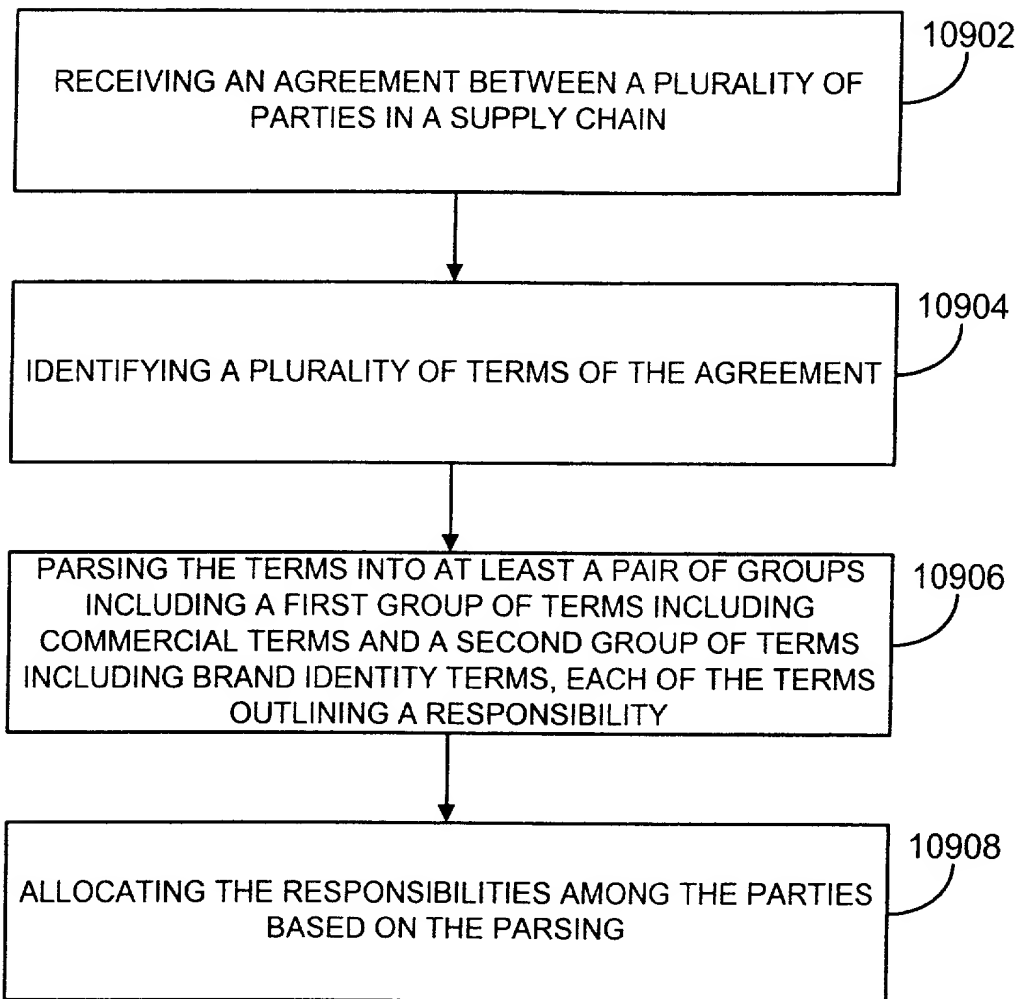 10902
RECEIVING AN AGREEMENT BETWEEN A PLURALITY OF
PARTIES IN A SUPPLY CHAIN
10904
IDENTIFYING A PLURALITY OF TERMS OF THE AGREEMENT
10906
PARSING THE TERMS INTO AT LEAST A PAIR OF GROUPS
INCLUDING A FIRST GROUP OF TERMS INCLUDING
COMMERCIAL TERMS AND A SECOND GROUP OF TERMS
INCLUDING BRAND IDENTITY TERMS, EACH OF THE TERMS
OUTLINING A RESPONSIBILITY
10908
ALLOCATING THE RESPONSIBILITIES AMONG THE PARTIES
BASED ON THE PARSING